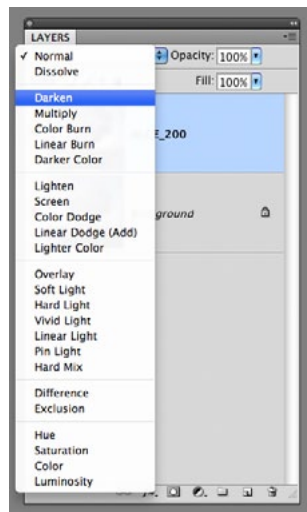 LAYERS
✓ Normal
Opacity: 100%
Dissolve
Fill: 100%
Darken
Multiply
Color Burn
Linear Burn
Darker Color
Lighten
Screen
Color Dodge
Linear Dodge (Add)
Lighter Color
Overlay
Soft Light
Hard Light
Vivid Light
Linear Light
Pin Light
Hard Mix
Difference
Exclusion
Hue
Saturation
Color
Luminosity
E_200
ground